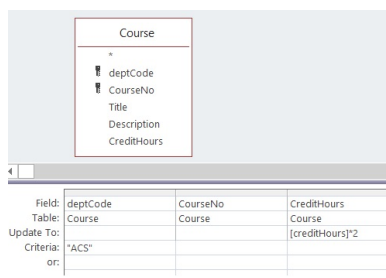 Course
*
deptCode
CourseNo
Title
Description
CreditHours
Field: deptCode CourseNo CreditHours
Table: Course Course Course
Update To: [creditHours]*2
Criteria: "ACS"
or: